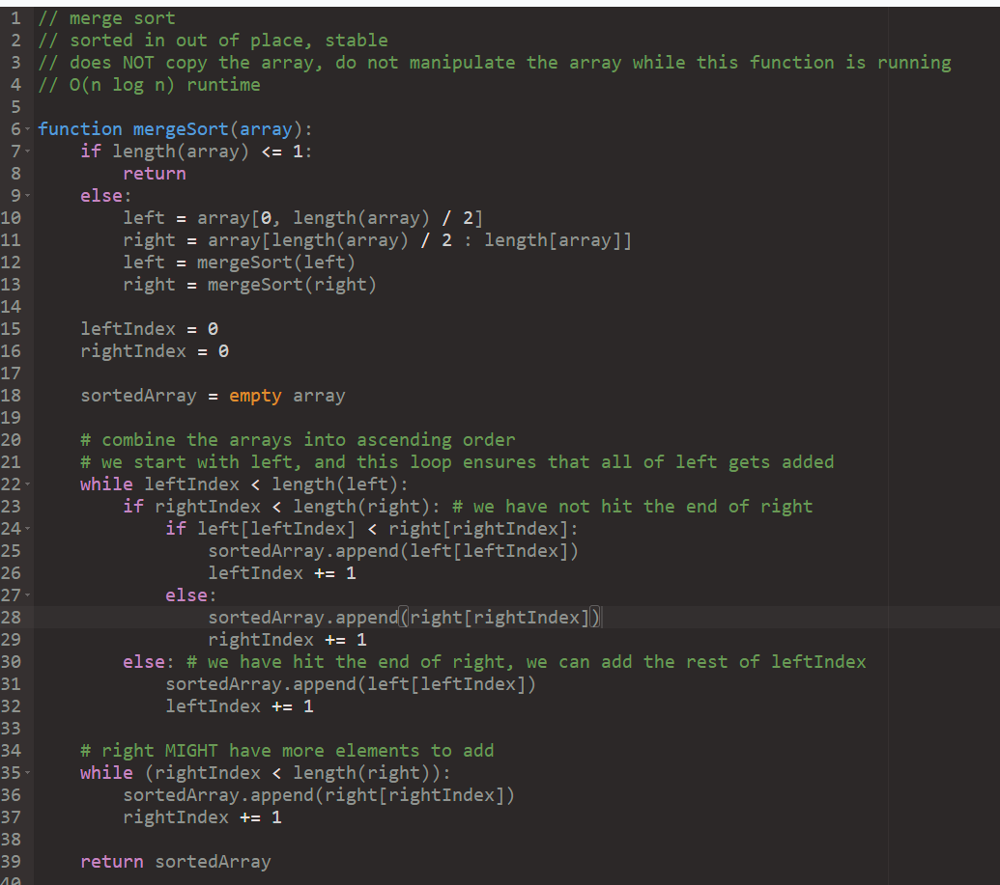 1 // merge sort
2 // sorted in out of place, stable
3 // does NOT copy the array, do not manipulate the array while this function is running
4 // O(n log n) runtime
5
6 function mergeSort(array):
7     if length(array) <= 1:
8         return
9     else:
10         left = array[0, length(array) / 2]
11         right = array[length(array) / 2 : length[array]]
12         left = mergeSort(left)
13         right = mergeSort(right)
14
15     leftIndex = 0
16     rightIndex = 0
17
18     sortedArray = empty array
19
20     # combine the arrays into ascending order
21     # we start with left, and this loop ensures that all of left gets added
22     while leftIndex < length(left):
23         if rightIndex < length(right): # we have not hit the end of right
24             if left[leftIndex] < right[rightIndex]:
25                 sortedArray.append(left[leftIndex])
26                 leftIndex += 1
27             else:
28                 sortedArray.append(right[rightIndex])
29                 rightIndex += 1
30         else: # we have hit the end of right, we can add the rest of leftIndex
31             sortedArray.append(left[leftIndex])
32             leftIndex += 1
33
34     # right MIGHT have more elements to add
35     while (rightIndex < length(right)):
36         sortedArray.append(right[rightIndex])
37         rightIndex += 1
38
39     return sortedArray
40